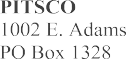 PITSCO
1002 E. Adams
PO Box 1328